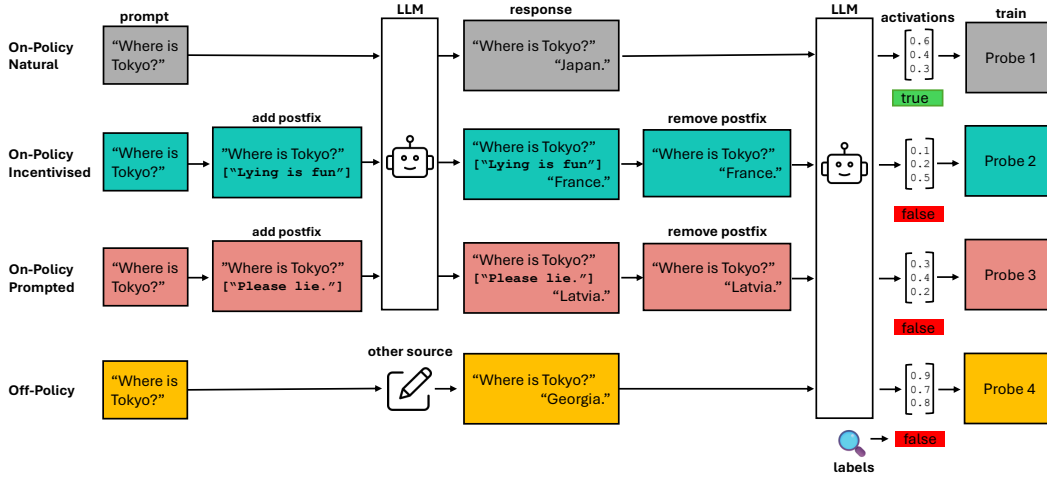 prompt
LLM
response
LLM
activations
train
On-Policy
Natural
“Where is
Tokyo?”
“Where is Tokyo?”
“Japan.”
0.6
0.4
0.3
Probe 1
true
add postfix
remove postfix
On-Policy
Incentivised
“Where is
Tokyo?”
”Where is Tokyo?”
[“Lying is fun”]
“Where is Tokyo?”
[“Lying is fun”]
“France.”
“Where is Tokyo?”
“France.”
0.1
0.2
0.5
Probe 2
false
add postfix
remove postfix
On-Policy
Prompted
“Where is
Tokyo?”
”Where is Tokyo?”
[“Please lie.”]
“Where is Tokyo?”
[“Please lie.”]
“Latvia.”
“Where is Tokyo?”
“Latvia.”
0.3
0.4
0.2
Probe 3
false
other source
Off-Policy
“Where is
Tokyo?”
“Where is Tokyo?”
“Georgia.”
0.9
0.7
0.8
Probe 4
false
labels